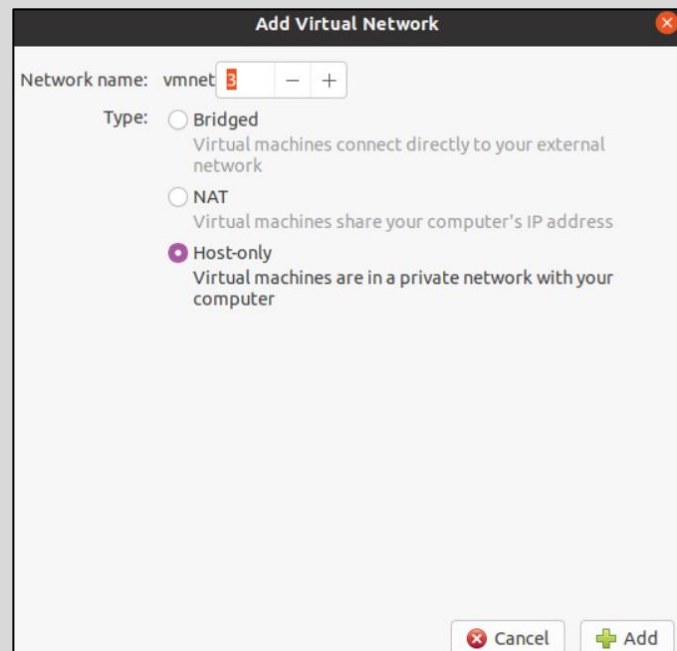 Add Virtual Network
Network name: vmnet 3 − +
Type: Bridged
Virtual machines connect directly to your external
network
NAT
Virtual machines share your computer's IP address
Host-only
Virtual machines are in a private network with your
computer
Cancel Add